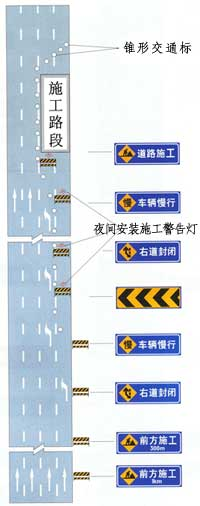 锥形交通标
施工路段
道路施工
慢 车辆慢行
夜间安装施工警告灯
右道封闭
慢 车辆慢行
右道封闭
前方施工
300m
前方施工
1km